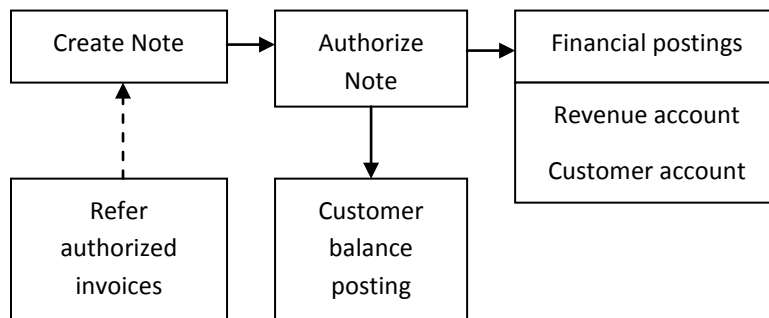 Create Note
Authorize
Note
Financial postings
Revenue account
Customer account
Refer
authorized
invoices
Customer
balance
posting